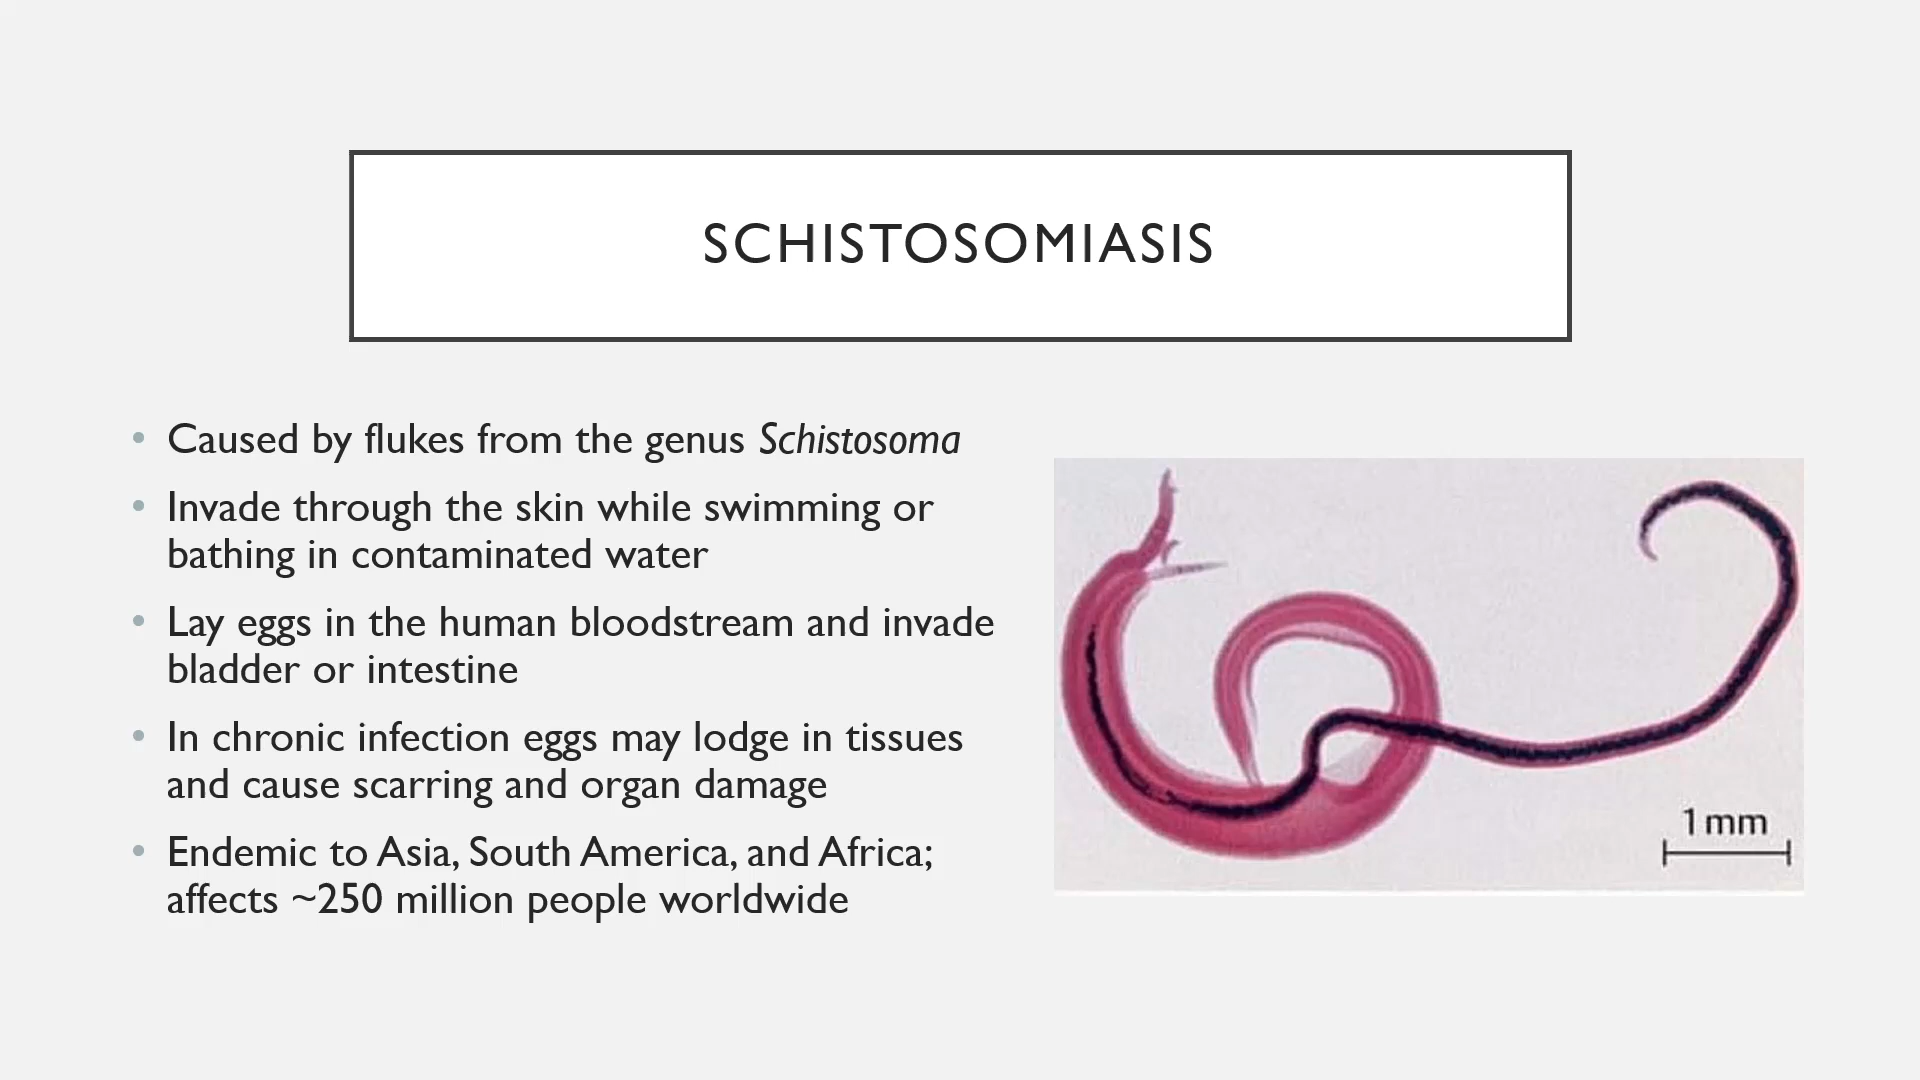 SCHISTOSOMIASIS
• Caused by flukes from the genus Schistosoma
• Invade through the skin while swimming or
bathing in contaminated water
• Lay eggs in the human bloodstream and invade
bladder or intestine
• In chronic infection eggs may lodge in tissues
and cause scarring and organ damage
• Endemic to Asia, South America, and Africa;
affects ~250 million people worldwide
1 mm